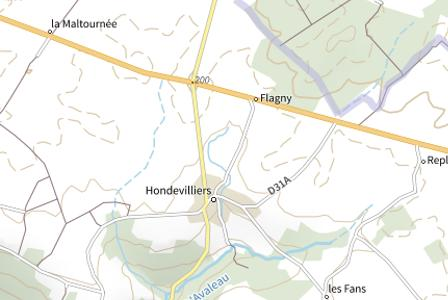 la Maltournée
200
Flagny
Repl
Hondevilliers
D31A
l'Avaleau
les Fans